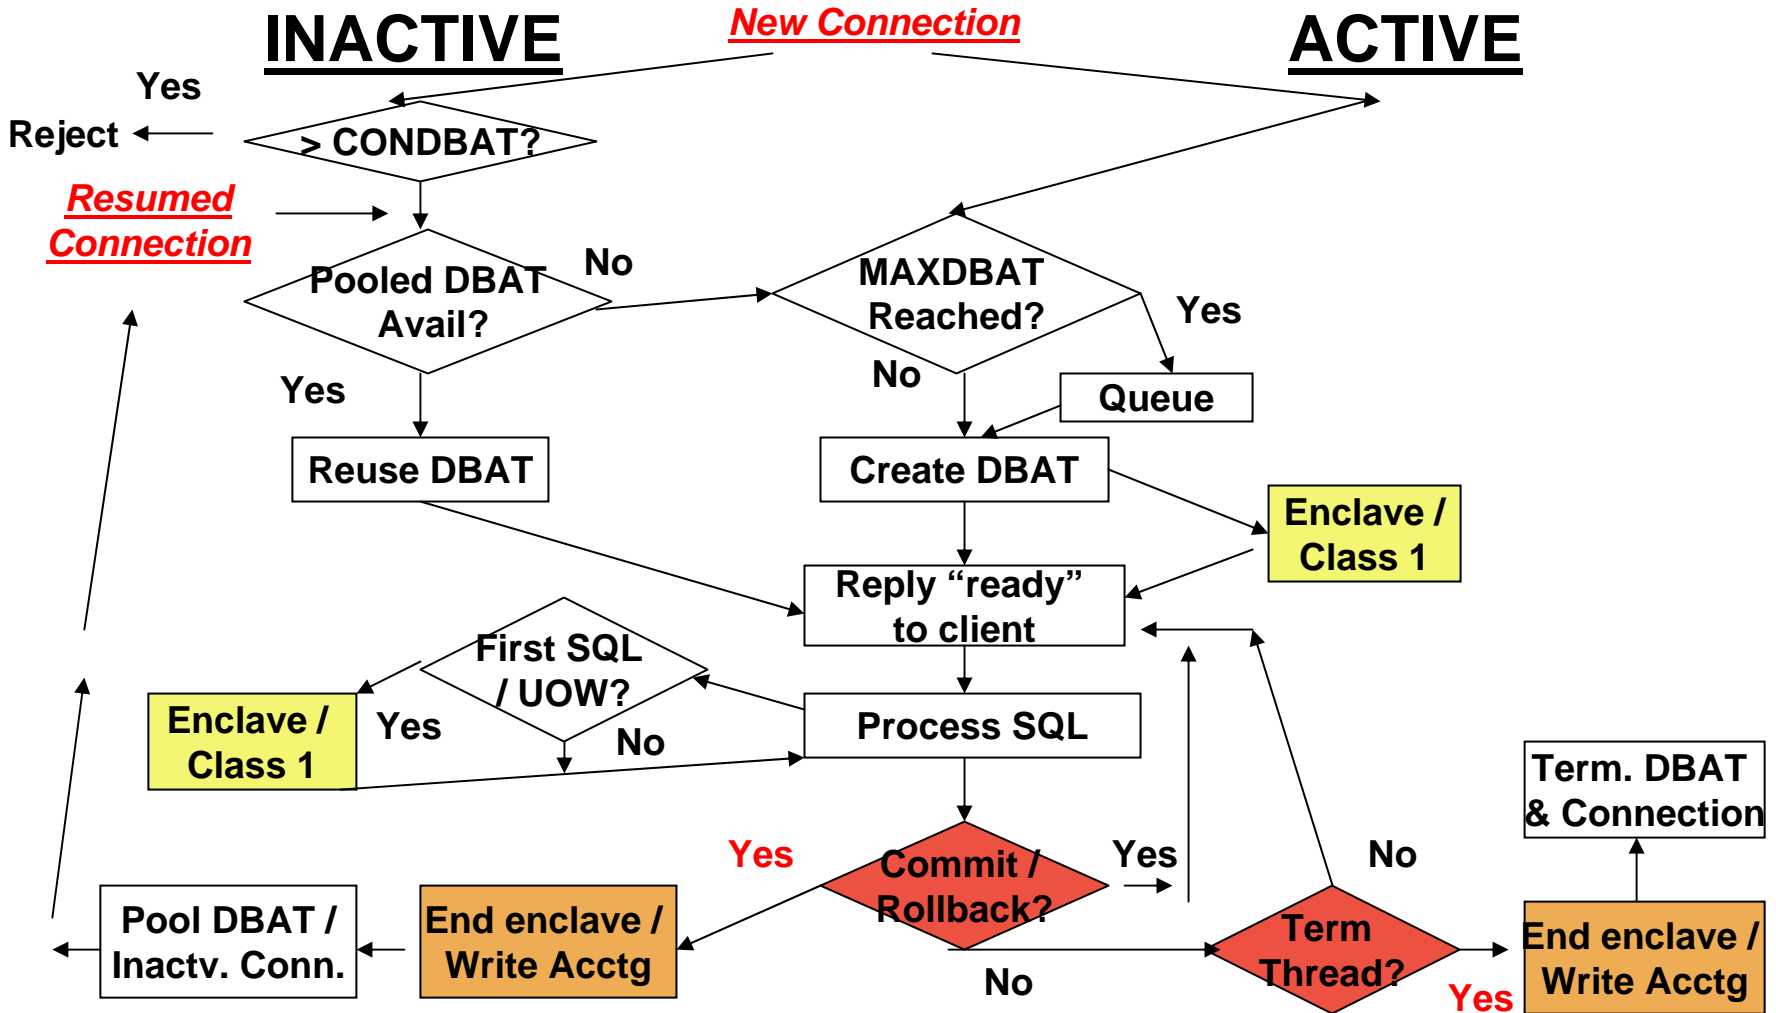 INACTIVE
New Connection
ACTIVE
Yes
Reject
> CONDBAT?
Resumed
Connection
Pooled DBAT
Avail?
No
MAXDBAT
Reached?
Yes
Yes
No
Queue
Reuse DBAT
Create DBAT
Enclave /
Class 1
Reply “ready”
to client
First SQL
/ UOW?
Enclave /
Class 1
Yes
No
Process SQL
Term. DBAT
& Connection
Yes
Commit /
Rollback?
Yes
No
Pool DBAT /
Inactv. Conn.
End enclave /
Write Acctg
No
Term
Thread?
Yes
End enclave /
Write Acctg